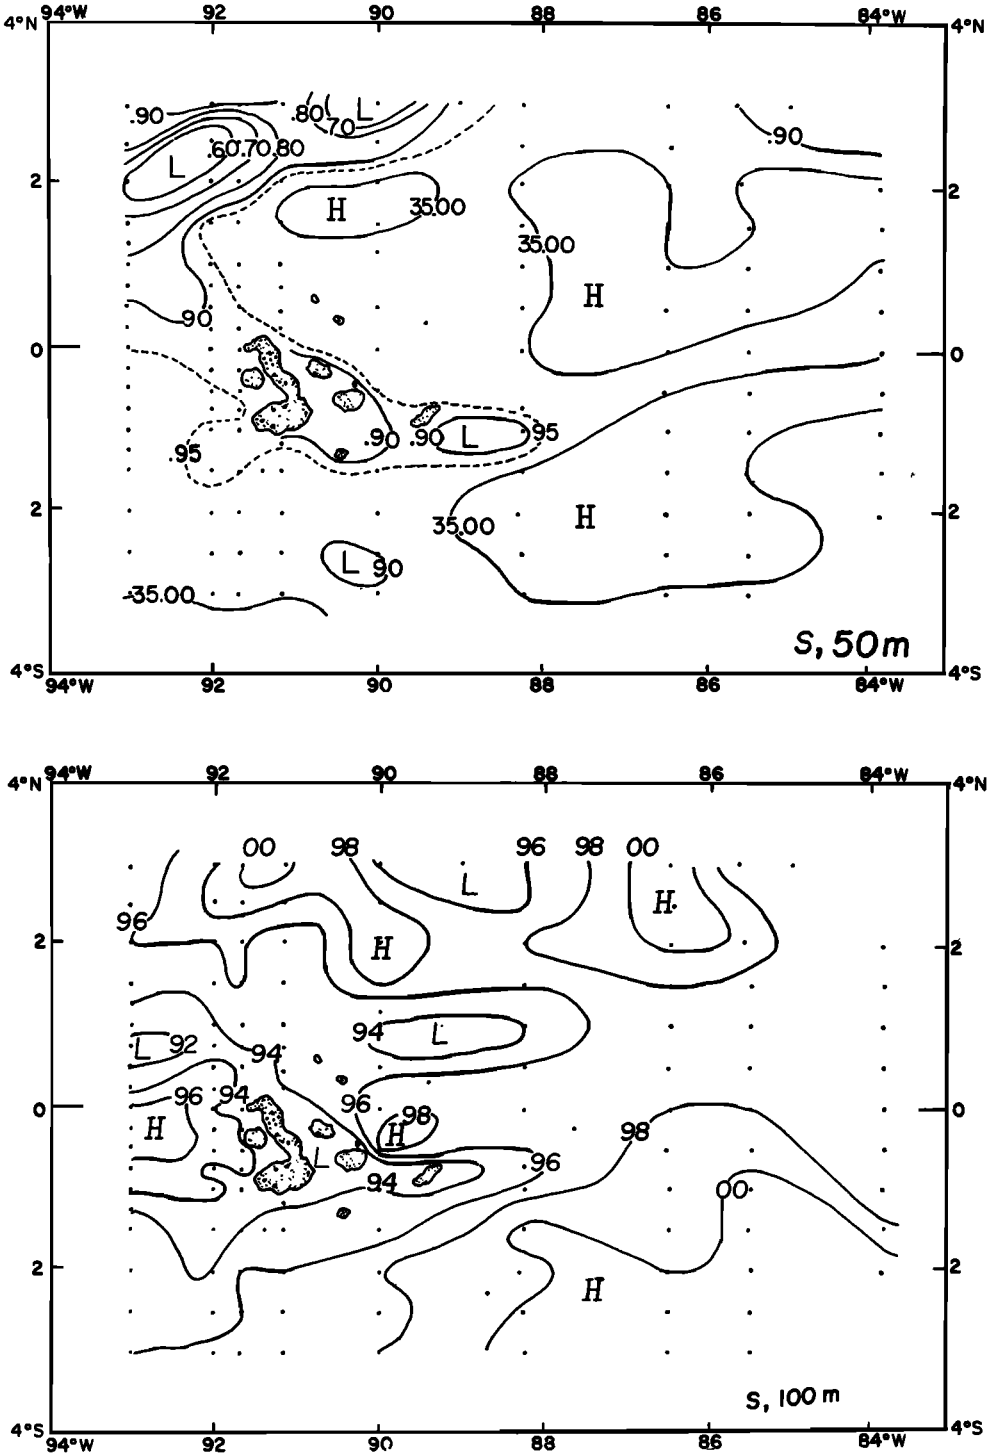 94°W 92 90 88 86 84°W
4°N 4°N
.90 .80 L
.70 .90
.60 .70 .80
L
2 2
H 35.00
35.00
H
.90
0 0
.90 .90 L .95
.95
H
2 35.00 2
L .90
35.00
S, 50m
4°S 4°S
94°W 92 90 88 86 84°W
94°W 92 90 88 86 84°W
4°N 4°N
00 98 96 98 00
L
H
96
2 H 2
94 L
L 92
94
96 94 96
0 98 0
H H 98
L 96
94 00
2 2
H
S, 100m
4°S 4°S
94°W 92 90 88 86 84°W